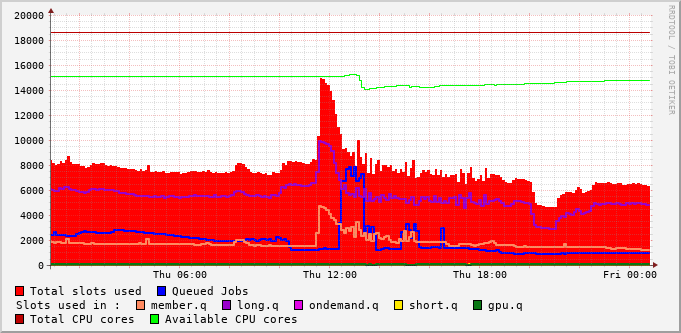 RRDTOOL / TOBI OETIKER
20000
18000
16000
14000
12000
10000
8000
6000
4000
2000
0
Thu 06:00 Thu 12:00 Thu 18:00 Fri 00:00
Total slots used Queued Jobs
Slots used in : member.q long.q ondemand.q short.q gpu.q
Total CPU cores Available CPU cores